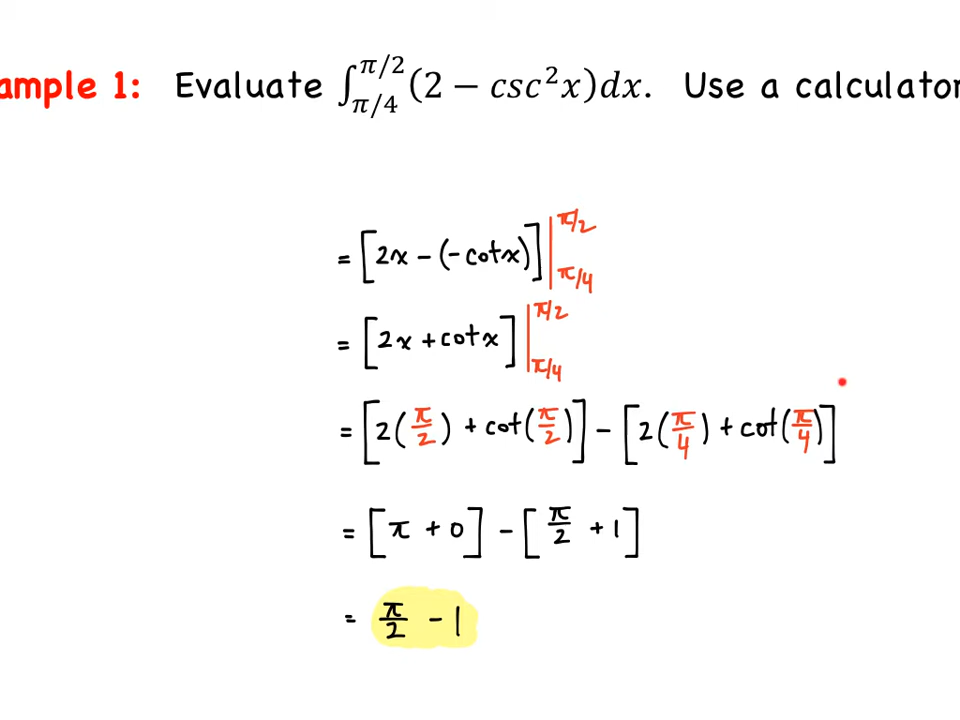 ample 1: Evaluate ∫_{π/4}^{π/2} (2 − csc²x)dx. Use a calculator
= [2x − (−cot x)] |_{π/4}^{π/2}
= [2x + cot x] |_{π/4}^{π/2}
= [2(π/2) + cot(π/2)] − [2(π/4) + cot(π/4)]
= [π + 0] − [π/2 + 1]
= π/2 − 1